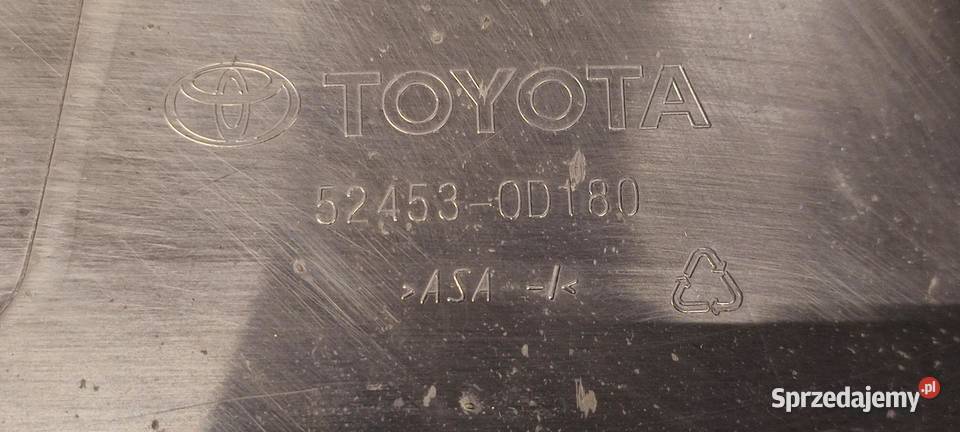 TOYOTA
52453-0D180
>ASA -I<
Sprzedajemy.pl